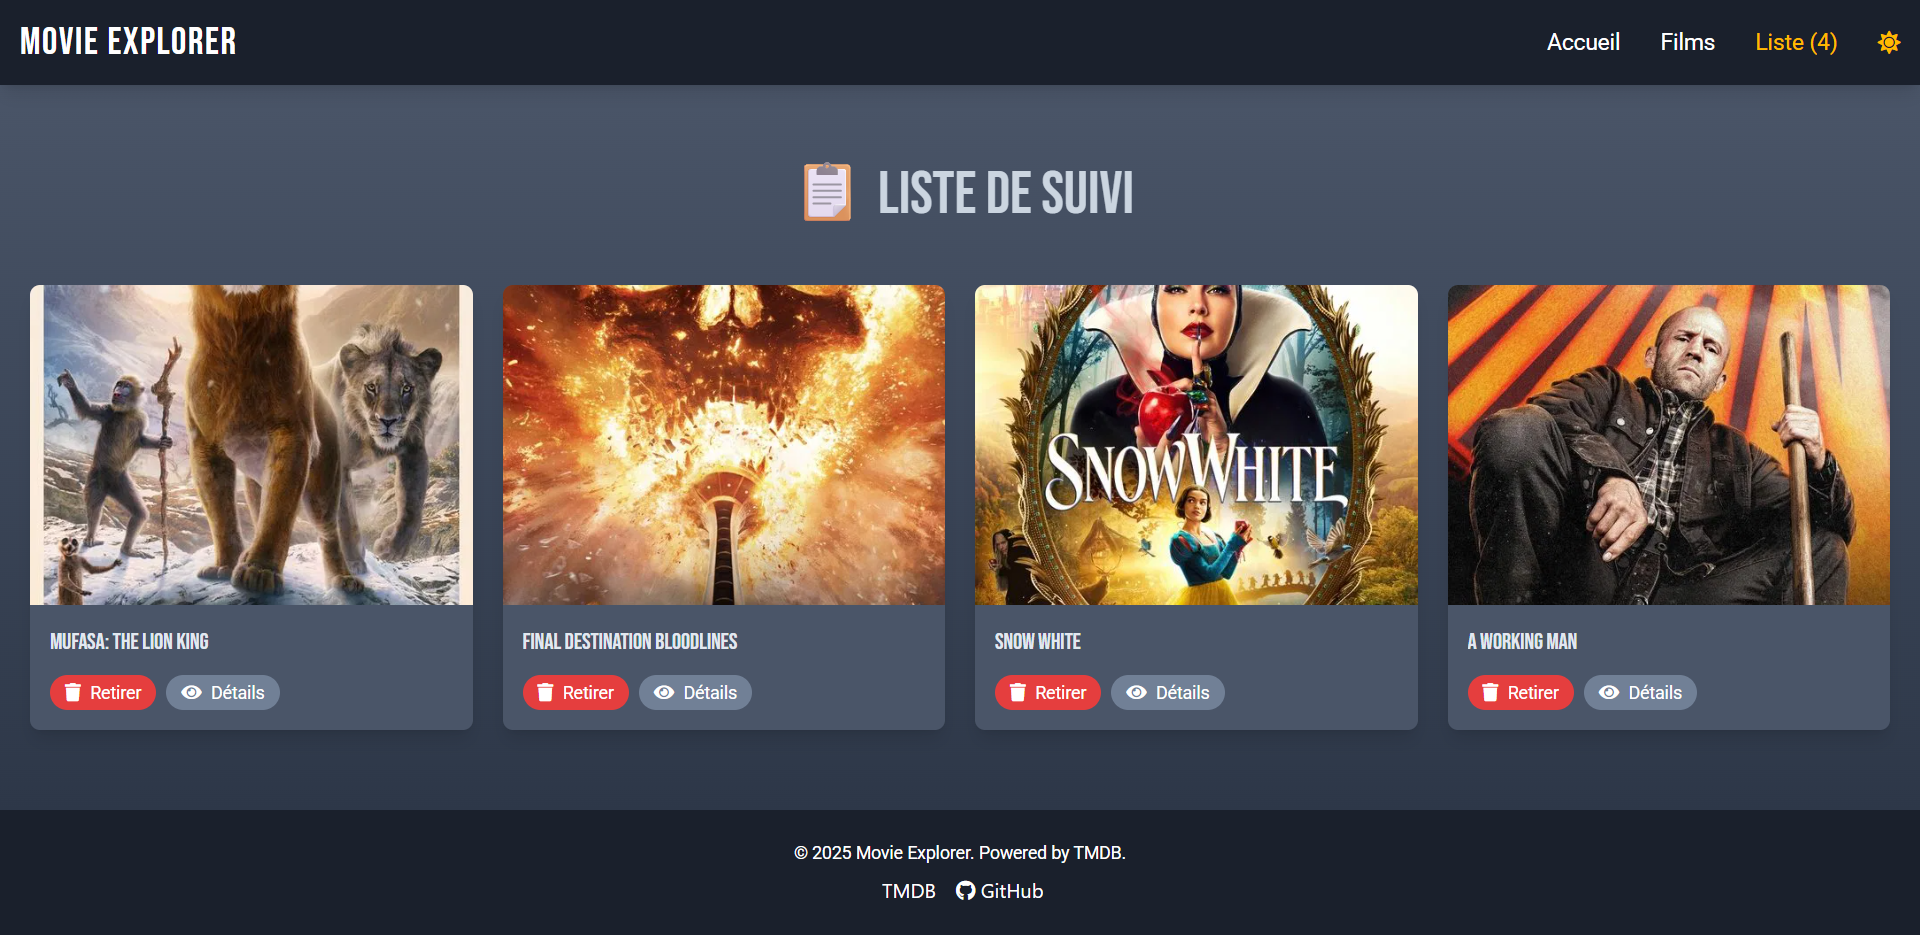 MOVIE EXPLORER
Accueil Films Liste (4)
LISTE DE SUIVI
SNOW WHITE
MUFASA: THE LION KING
Retirer Détails
FINAL DESTINATION BLOODLINES
Retirer Détails
SNOW WHITE
Retirer Détails
A WORKING MAN
Retirer Détails
© 2025 Movie Explorer. Powered by TMDB.
TMDB GitHub